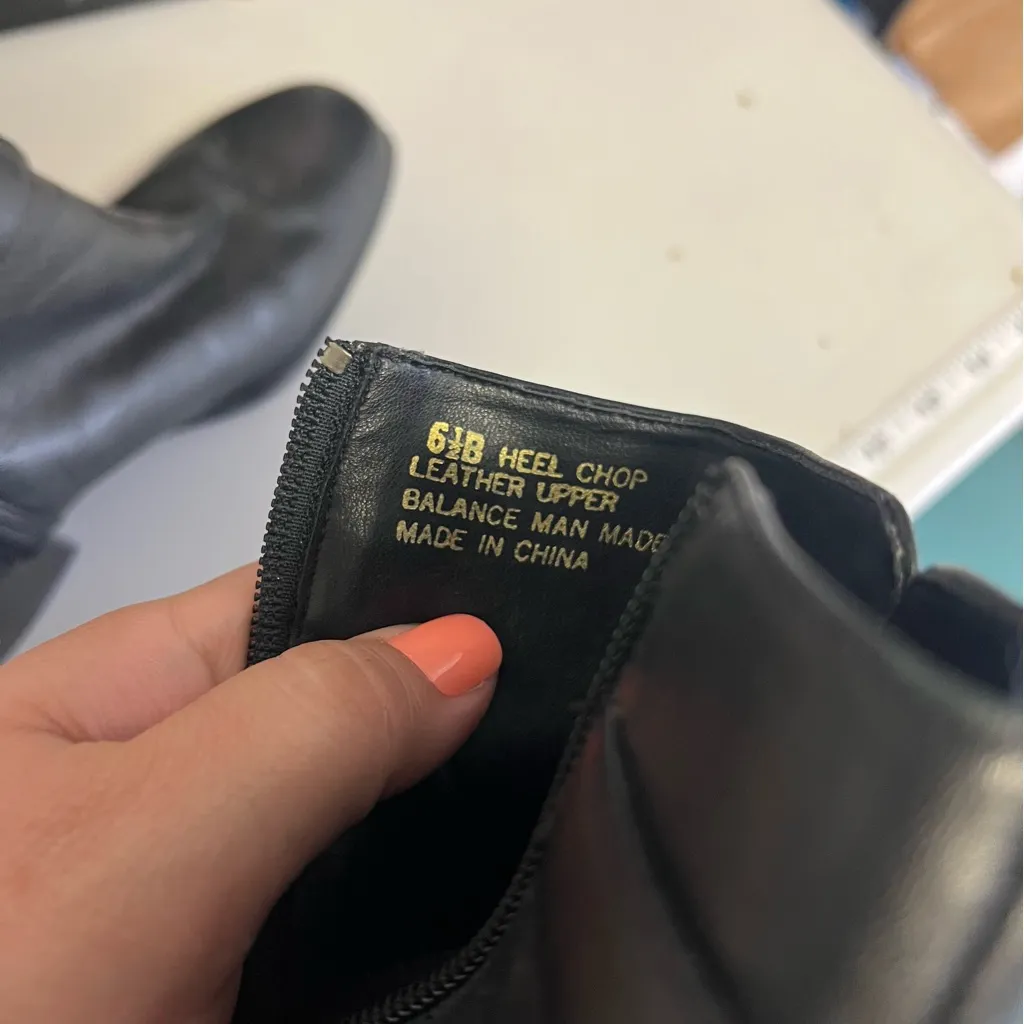 6½B HEEL CHOP
LEATHER UPPER
BALANCE MAN MADE
MADE IN CHINA